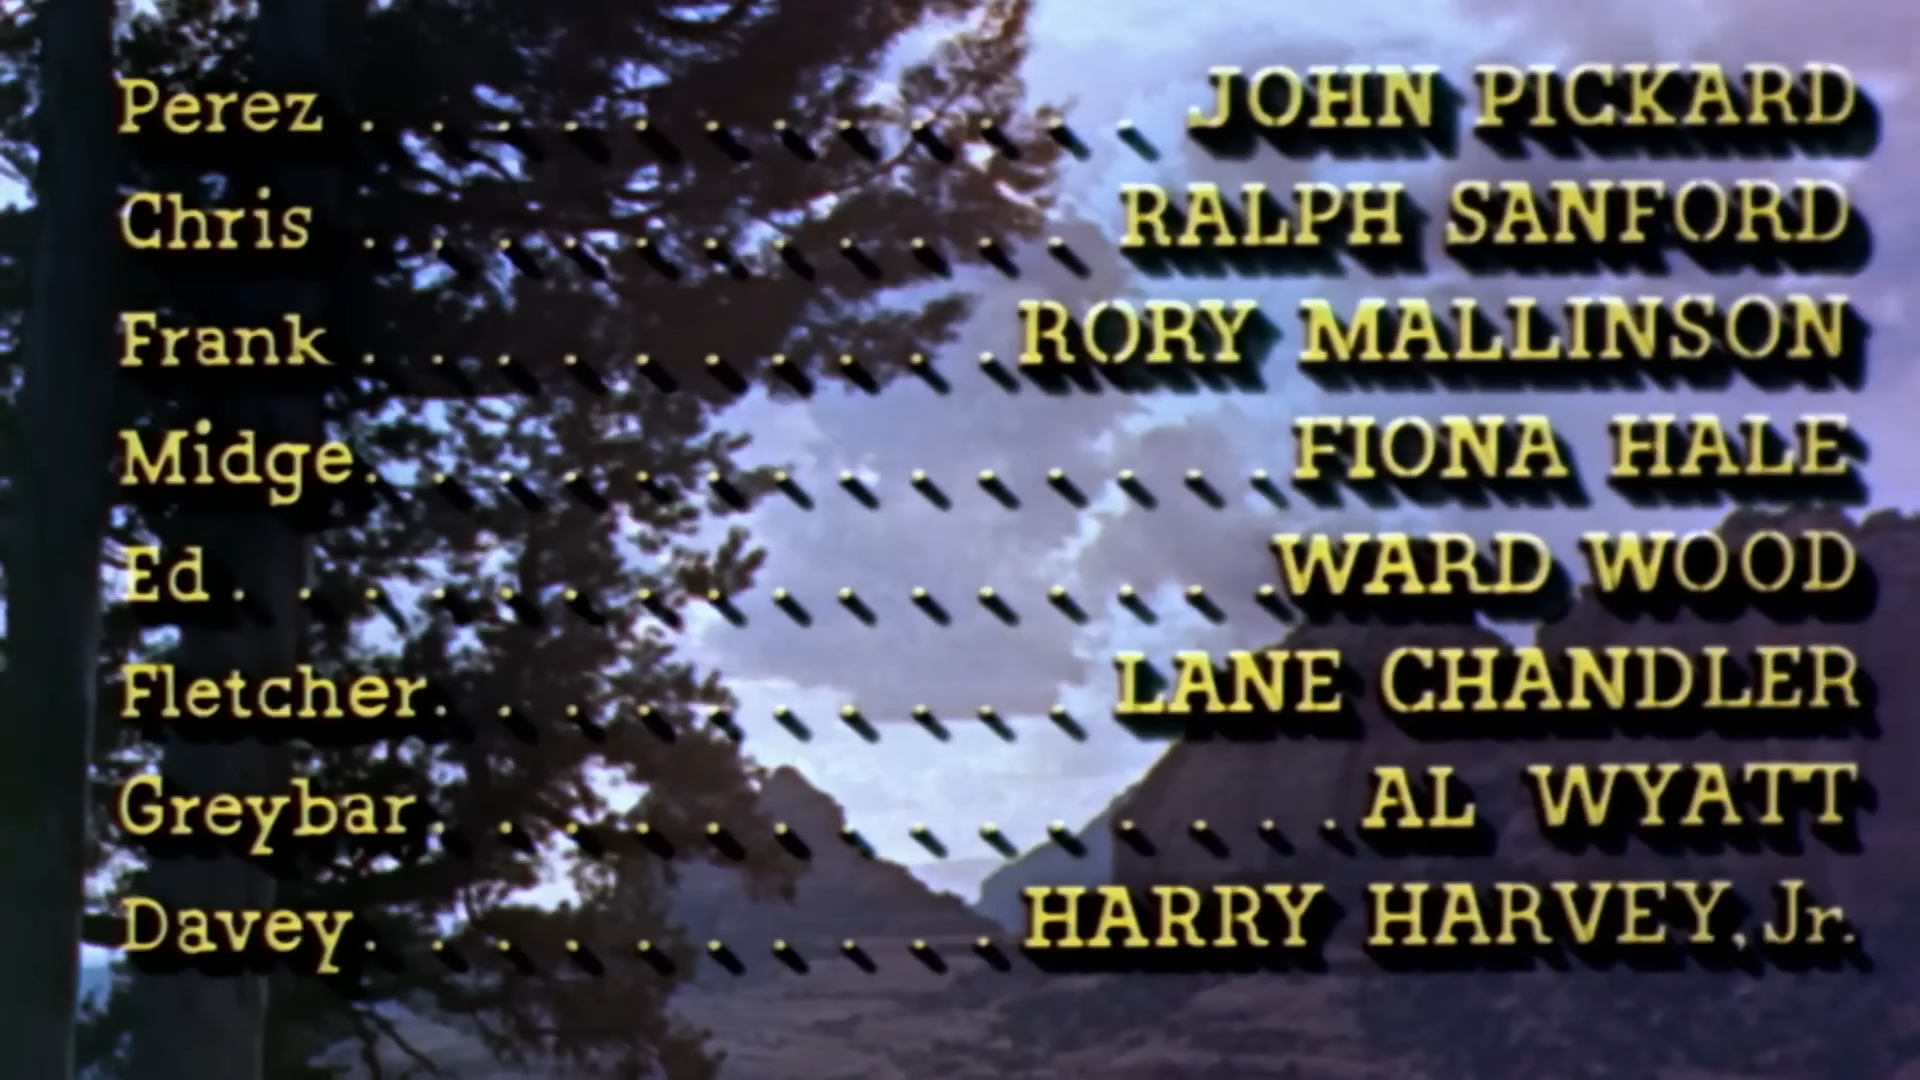 Perez . . . . . . . . . . . . JOHN PICKARD
Chris . . . . . . . . . . . RALPH SANFORD
Frank . . . . . . . . . . RORY MALLINSON
Midge. . . . . . . . . . . . . . FIONA HALE
Ed . . . . . . . . . . . . . . . . WARD WOOD
Fletcher. . . . . . . . . . LANE CHANDLER
Greybar. . . . . . . . . . . . . . AL WYATT
Davey. . . . . . . . . . HARRY HARVEY, Jr.